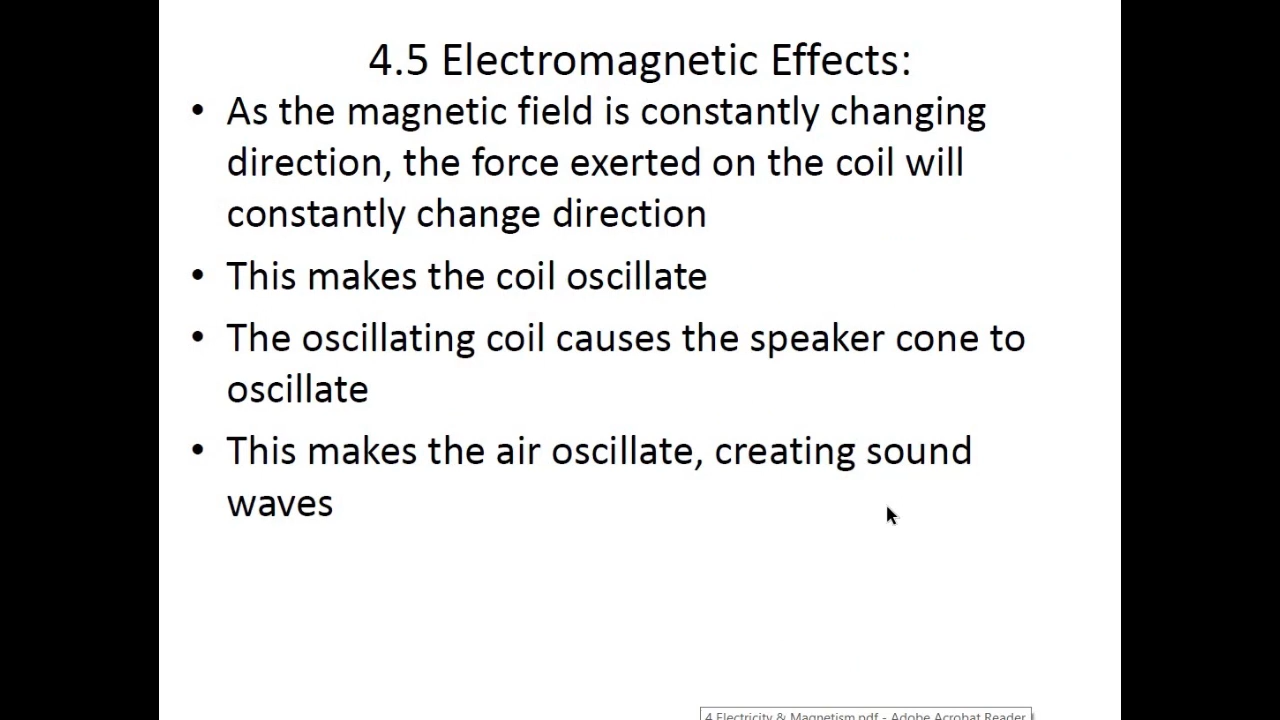 4.5 Electromagnetic Effects:
• As the magnetic field is constantly changing
direction, the force exerted on the coil will
constantly change direction
• This makes the coil oscillate
• The oscillating coil causes the speaker cone to
oscillate
• This makes the air oscillate, creating sound
waves
4 Electricity & Magnetism.pdf - Adobe Acrobat Reader